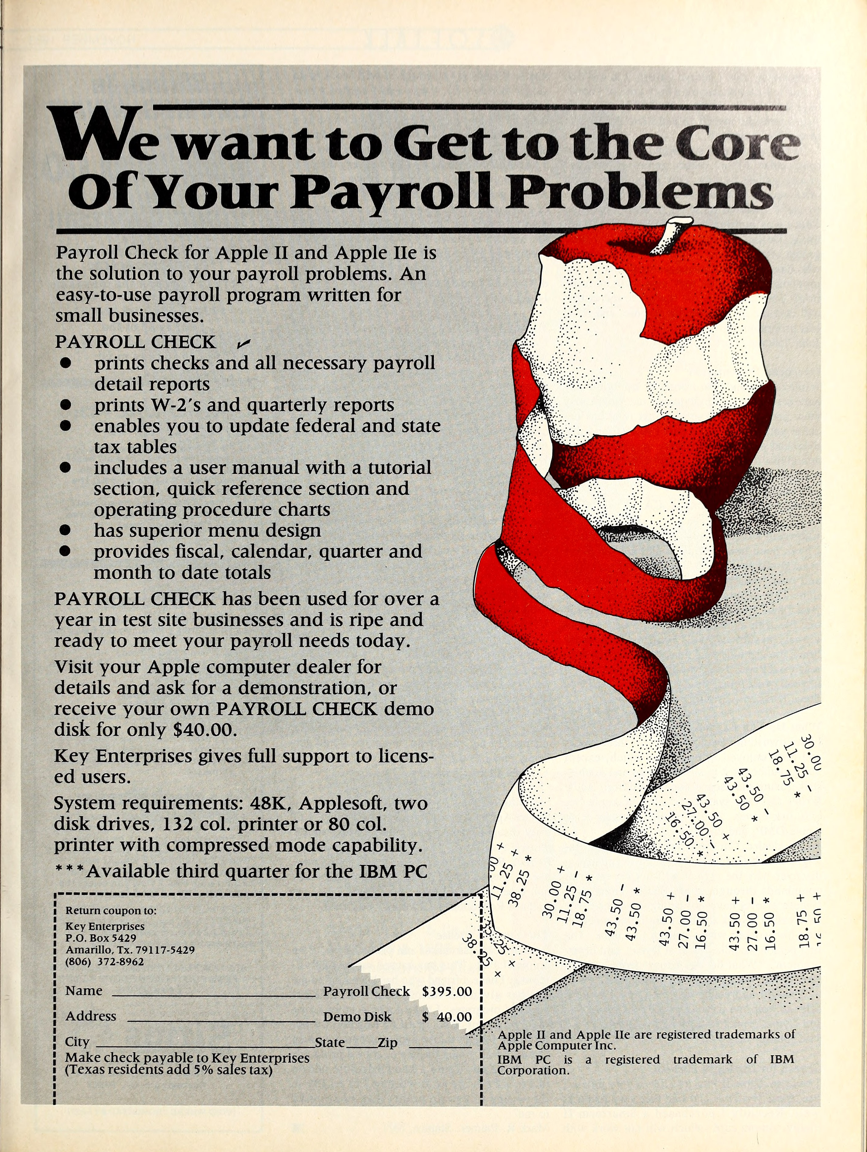 We want to Get to the Core
Of Your Payroll Problems
Payroll Check for Apple II and Apple IIe is
the solution to your payroll problems. An
easy-to-use payroll program written for
small businesses.
PAYROLL CHECK ✓
● prints checks and all necessary payroll
detail reports
● prints W-2's and quarterly reports
● enables you to update federal and state
tax tables
● includes a user manual with a tutorial
section, quick reference section and
operating procedure charts
● has superior menu design
● provides fiscal, calendar, quarter and
month to date totals
PAYROLL CHECK has been used for over a
year in test site businesses and is ripe and
ready to meet your payroll needs today.
Visit your Apple computer dealer for
details and ask for a demonstration, or
receive your own PAYROLL CHECK demo
disk for only $40.00.
Key Enterprises gives full support to licens-
ed users.
System requirements: 48K, Applesoft, two
disk drives, 132 col. printer or 80 col.
printer with compressed mode capability.
***Available third quarter for the IBM PC
Return coupon to:
Key Enterprises
P.O. Box 5429
Amarillo, Tx. 79117-5429
(806) 372-8962
Name Payroll Check $395.00
Address Demo Disk $ 40.00
City State Zip
Make check payable to Key Enterprises
(Texas residents add 5% sales tax)
30.00
11.25 -
18.75 *
43.50 -
43.50 *
43.50 +
27.00 -
16.50 *
11.25 +
38.25 *
30.00 +
11.25 -
18.75 *
43.50 -
43.50 *
43.50 +
27.00 -
16.50 *
43.50 +
27.00 -
16.50 *
18.75 +
38.25 *
Apple II and Apple IIe are registered trademarks of
Apple Computer Inc.
IBM PC is a registered trademark of IBM
Corporation.